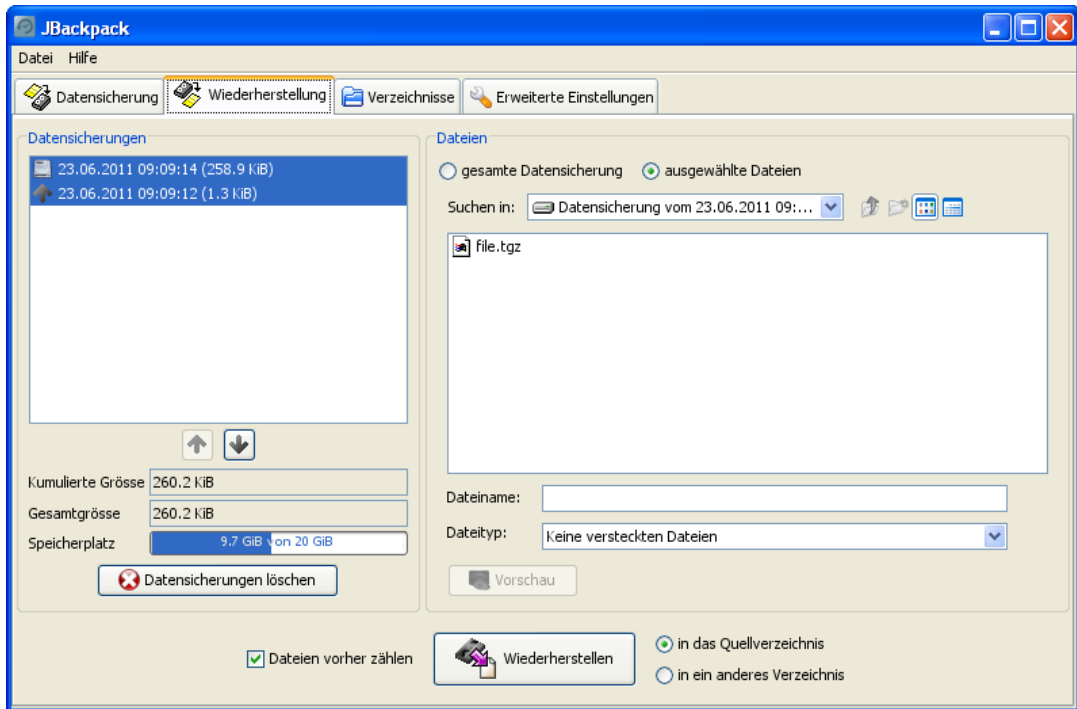 JBackpack
Datei Hilfe
Datensicherung Wiederherstellung Verzeichnisse Erweiterte Einstellungen
Datensicherungen
23.06.2011 09:09:14 (258.9 KiB)
23.06.2011 09:09:12 (1.3 KiB)
Kumulierte Grösse 260.2 KiB
Gesamtgrösse 260.2 KiB
Speicherplatz 9.7 GiB von 20 GiB
Datensicherungen löschen
Dateien
gesamte Datensicherung ausgewählte Dateien
Suchen in: Datensicherung vom 23.06.2011 09:...
file.tgz
Dateiname:
Dateityp: Keine versteckten Dateien
Vorschau
Dateien vorher zählen
Wiederherstellen
in das Quellverzeichnis
in ein anderes Verzeichnis